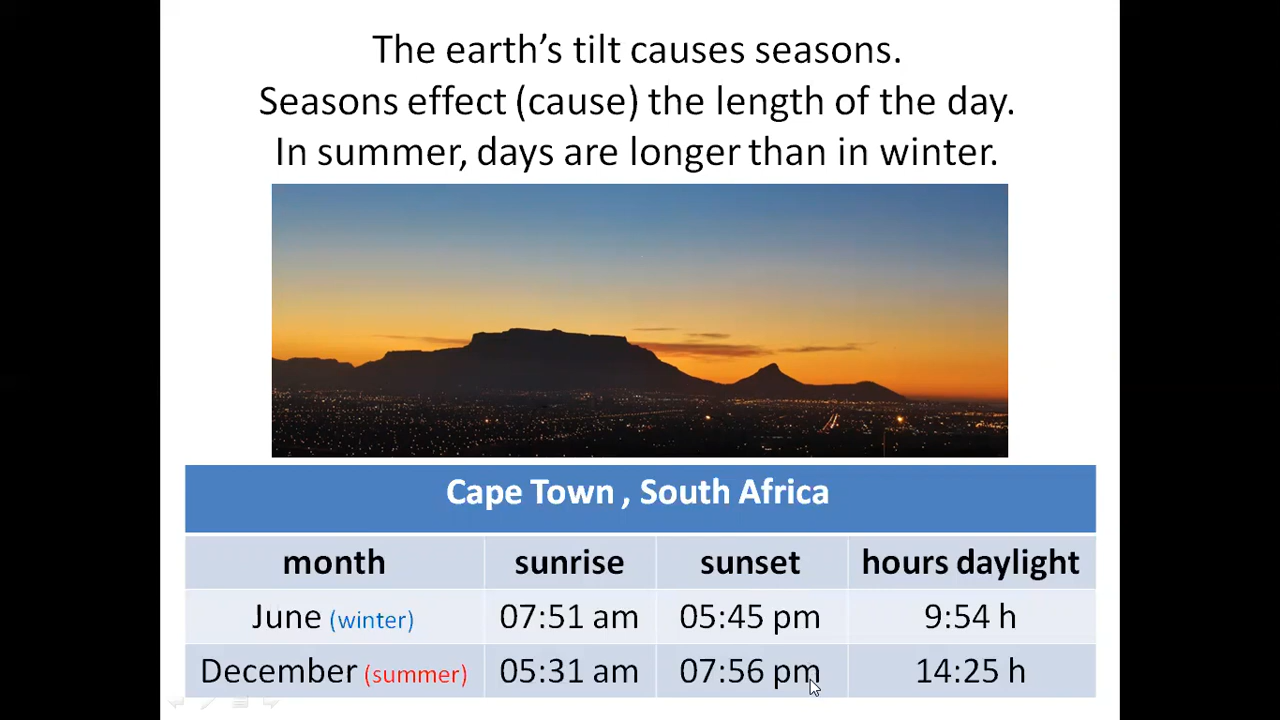 The earth’s tilt causes seasons.
Seasons effect (cause) the length of the day.
In summer, days are longer than in winter.
Cape Town , South Africa
month sunrise sunset hours daylight
June (winter) 07:51 am 05:45 pm 9:54 h
December (summer) 05:31 am 07:56 pm 14:25 h